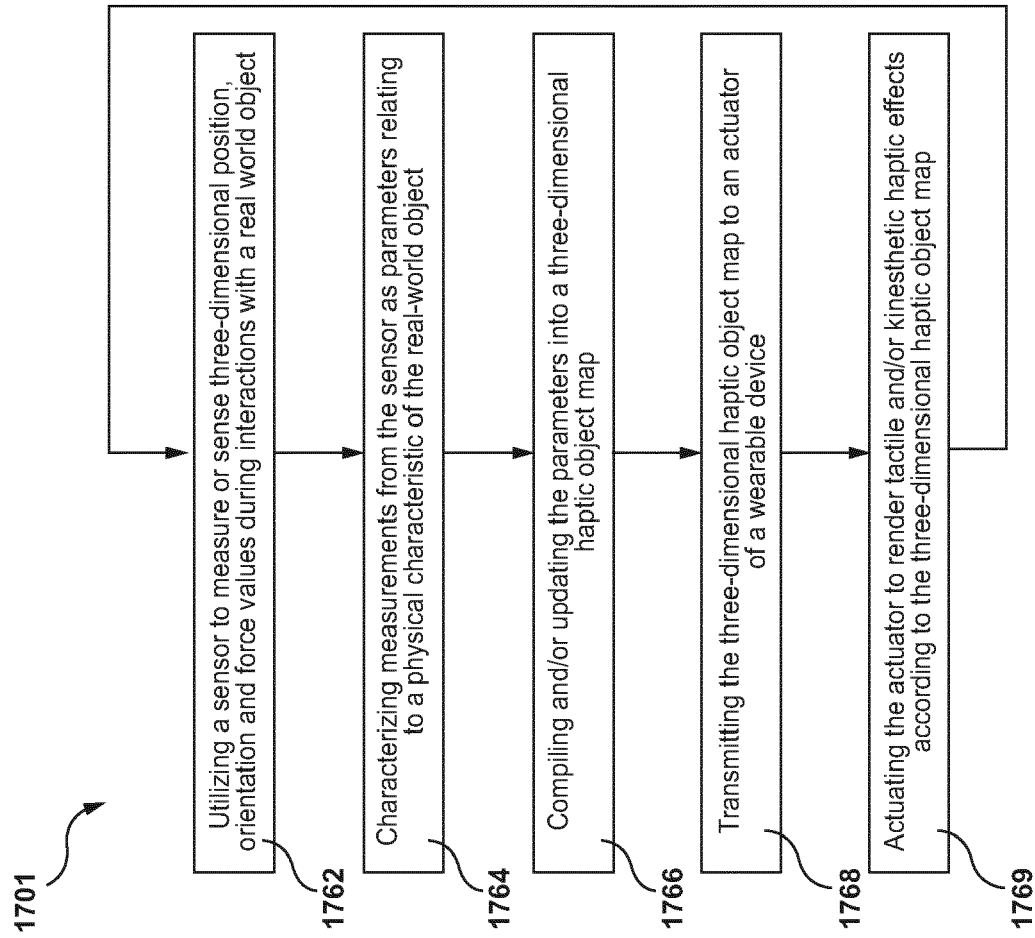 1701
Utilizing a sensor to measure or sense three-dimensional position,
orientation and force values during interactions with a real world object
1762
Characterizing measurements from the sensor as parameters relating
to a physical characteristic of the real-world object
1764
Compiling and/or updating the parameters into a three-dimensional
haptic object map
1766
Transmitting the three-dimensional haptic object map to an actuator
of a wearable device
1768
Actuating the actuator to render tactile and/or kinesthetic haptic effects
according to the three-dimensional haptic object map
1769